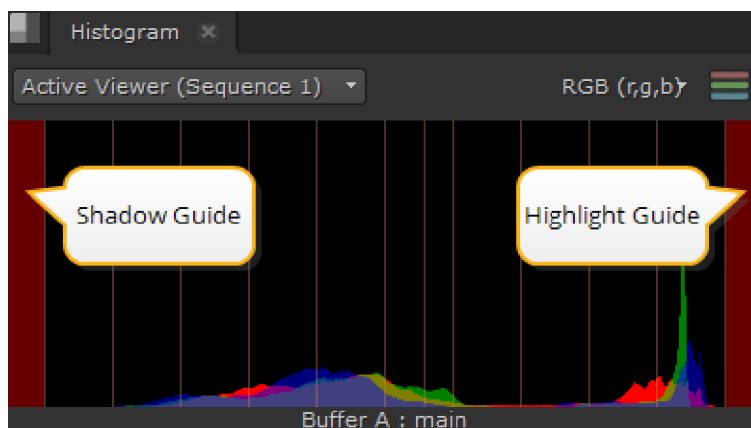 Histogram
Active Viewer (Sequence 1)
RGB (r,g,b)
Shadow Guide
Highlight Guide
Buffer A : main